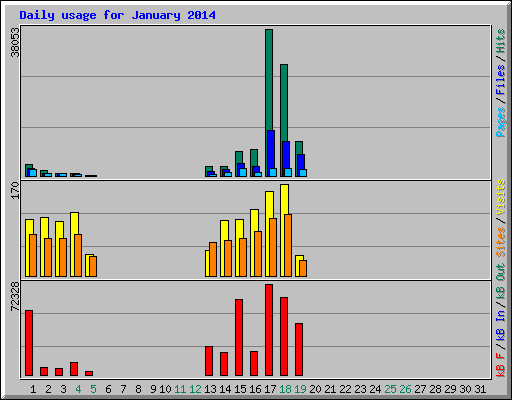 Daily usage for January 2014
38053
170
72328
Pages / Files / Hits
Sites / Visits
kB F / kB In / kB Out
1 2 3 4 5 6 7 8 9 10 11 12 13 14 15 16 17 18 19 20 21 22 23 24 25 26 27 28 29 30 31